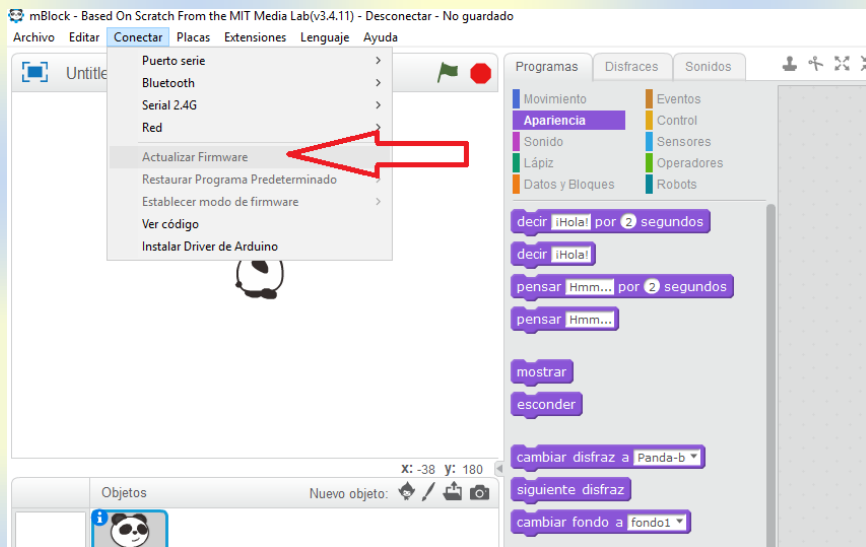 mBlock - Based On Scratch From the MIT Media Lab(v3.4.11) - Desconectar - No guardado
Archivo Editar Conectar Placas Extensiones Lenguaje Ayuda
Puerto serie
Bluetooth
Serial 2.4G
Red
Actualizar Firmware
Restaurar Programa Predeterminado
Establecer modo de firmware
Ver código
Instalar Driver de Arduino
Untitle
X: -38 y: 180
Objetos
Nuevo objeto:
Programas Disfraces Sonidos
Movimiento Eventos
Apariencia Control
Sonido Sensores
Lápiz Operadores
Datos y Bloques Robots
decir ¡Hola! por 2 segundos
decir ¡Hola!
pensar Hmm... por 2 segundos
pensar Hmm...
mostrar
esconder
cambiar disfraz a Panda-b
siguiente disfraz
cambiar fondo a fondo1